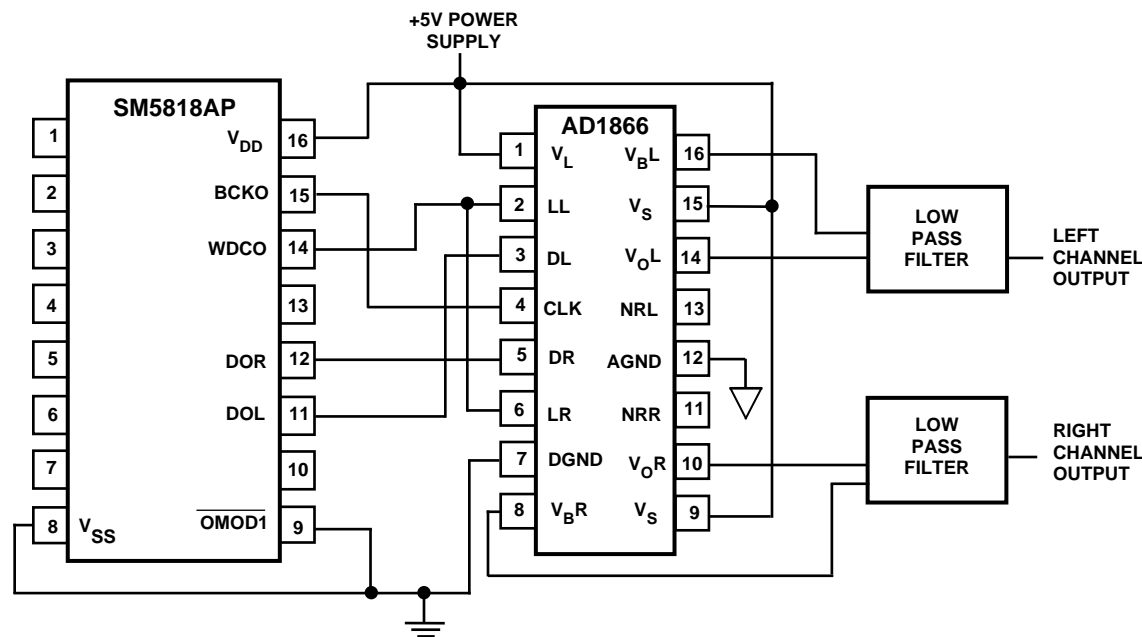 +5V POWER
SUPPLY
SM5818AP
1
2
3
4
5
6
7
8
VSS
VDD
16
BCKO
15
WDCO
14
13
DOR
12
DOL
11
10
OMOD1
9
AD1866
1
VL
2
LL
3
DL
4
CLK
5
DR
6
LR
7
DGND
8
VBR
VBL
16
VS
15
VOL
14
NRL
13
AGND
12
NRR
11
VOR
10
VS
9
LOW
PASS
FILTER
LEFT
CHANNEL
OUTPUT
LOW
PASS
FILTER
RIGHT
CHANNEL
OUTPUT